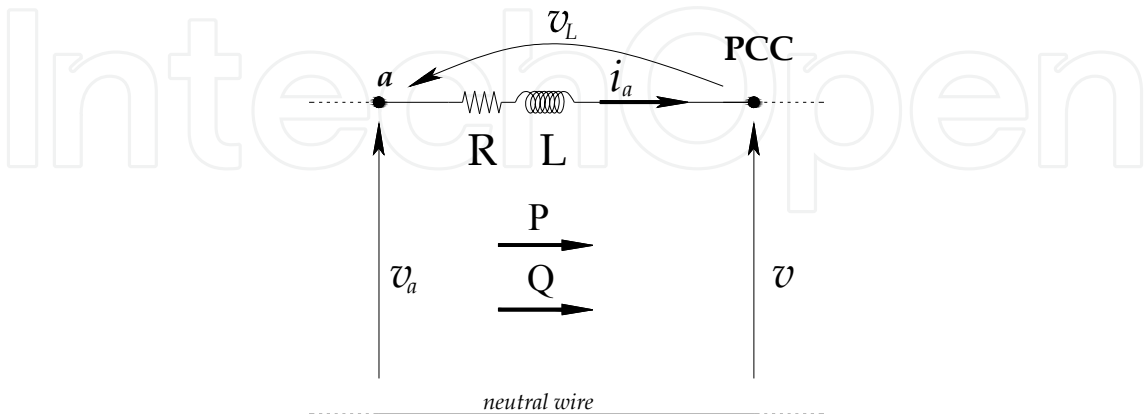 IntechOpen
v_L
PCC
a
i_a
R L
P
Q
v_a
v
neutral wire